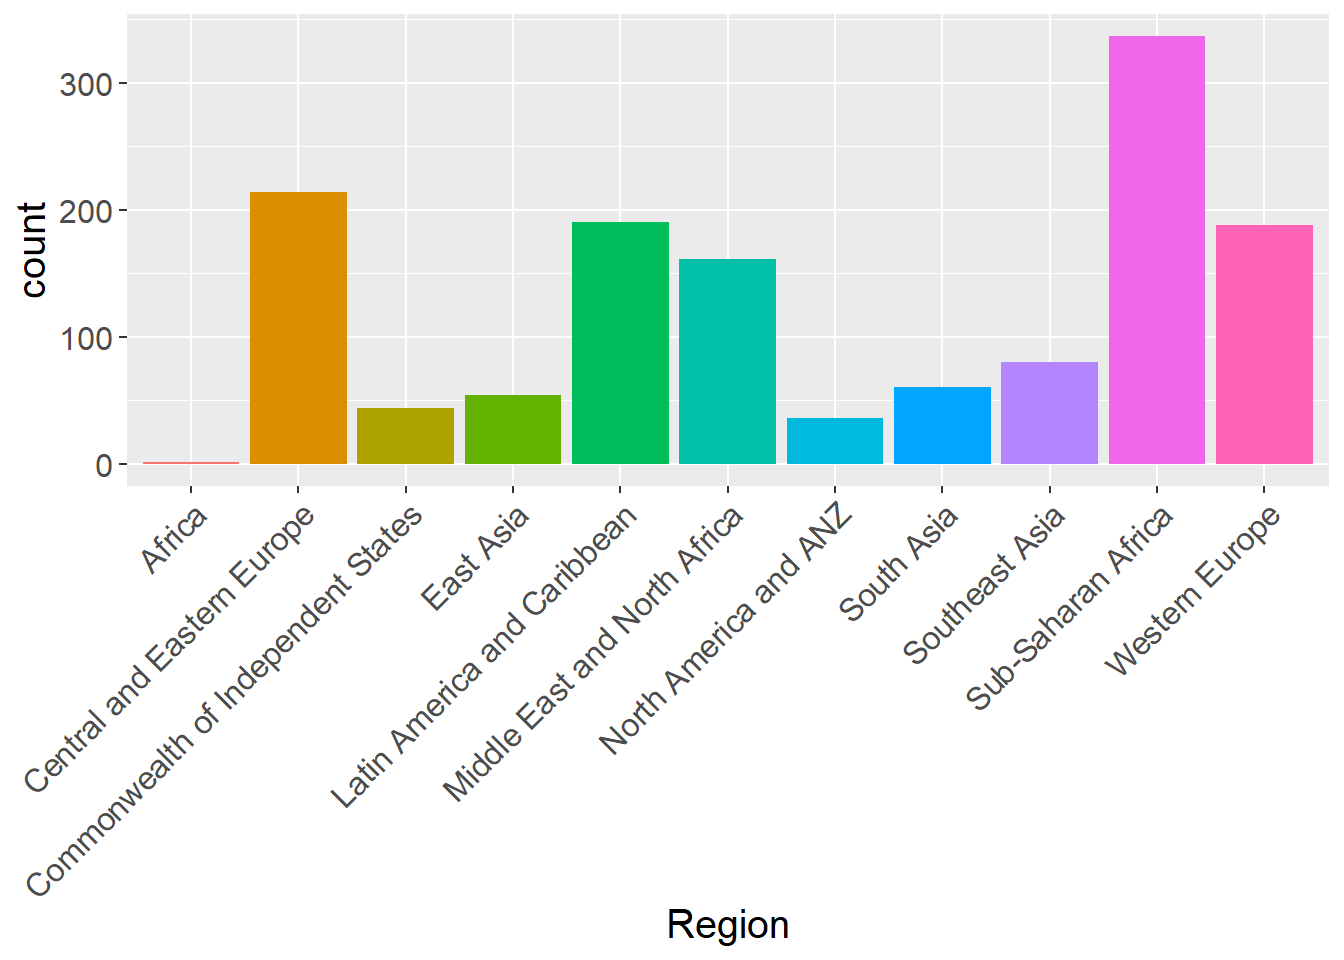 300
200
100
0
count
Africa
Central and Eastern Europe
Commonwealth of Independent States
East Asia
Latin America and Caribbean
Middle East and North Africa
North America and ANZ
South Asia
Southeast Asia
Sub-Saharan Africa
Western Europe
Region